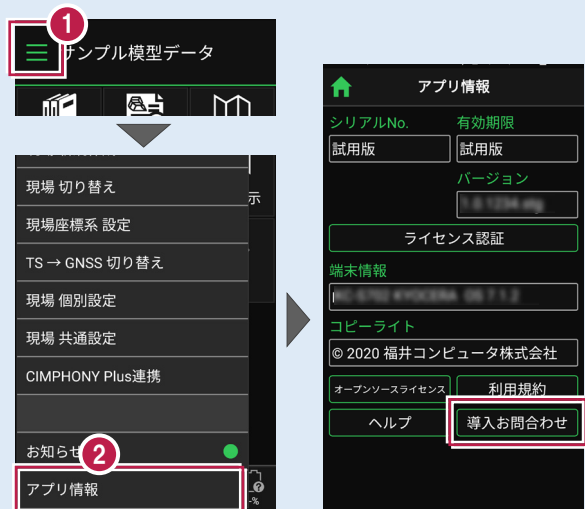 1
サンプル模型データ
現場 切り替え
示
現場座標系 設定
TS → GNSS 切り替え
現場 個別設定
現場 共通設定
CIMPHONY Plus連携
お知らせ
2
アプリ情報
-%
アプリ情報
シリアルNo. 有効期限
試用版 試用版
バージョン
ライセンス認証
端末情報
コピーライト
© 2020 福井コンピュータ株式会社
オープンソースライセンス 利用規約
ヘルプ 導入お問合わせ